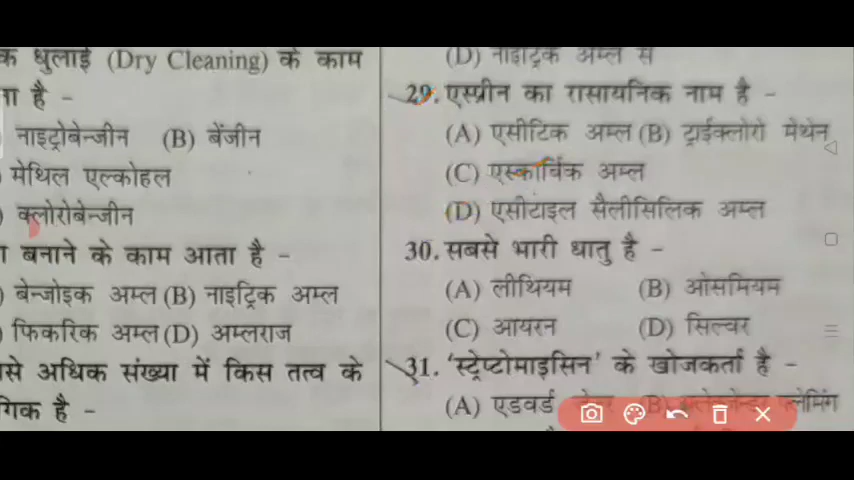 क धुलाई (Dry Cleaning) के काम
ा है -
नाइट्रोबेन्जीन (B) बेंजीन
मेथिल एल्कोहल
क्लोरोबेन्जीन
बनाने के काम आता है -
बेन्जोइक अम्ल (B) नाइट्रिक अम्ल
फिकरिक अम्ल (D) अम्लराज
से अधिक संख्या में किस तत्व के
गिक है -
(D) नाइट्रिक अम्ल से
29. एस्प्रीन का रासायनिक नाम है -
(A) एसीटिक अम्ल (B) ट्राईक्लोरो मेथेन
(C) एस्कार्बिक अम्ल
(D) एसीटाइल सैलीसिलिक अम्ल
30. सबसे भारी धातु है -
(A) लीथियम (B) ओसमियम
(C) आयरन (D) सिल्वर
31. 'स्ट्रेप्टोमाइसिन' के खोजकर्ता है -
(A) एडवर्ड (B) फ्लेमिंग